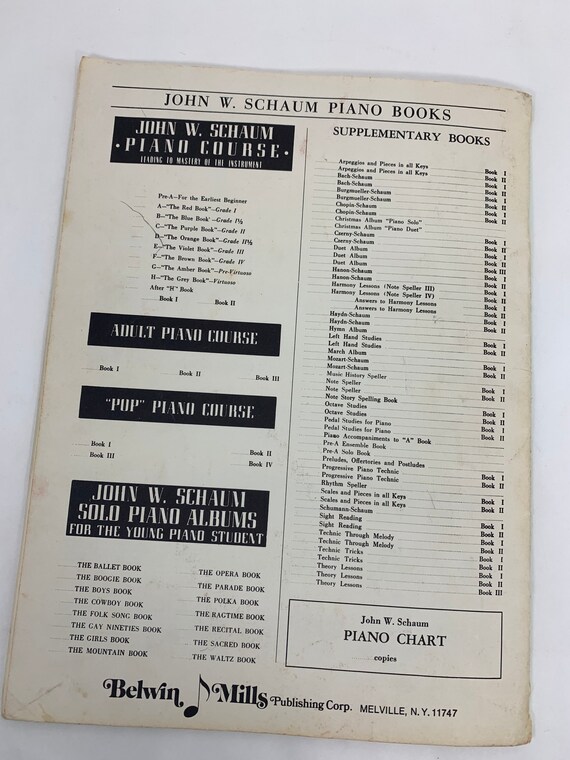 JOHN W. SCHAUM PIANO BOOKS
JOHN W. SCHAUM
• PIANO COURSE •
LEADING TO MASTERY OF THE INSTRUMENT
Pre-A—For the Earliest Beginner
A—"The Red Book"—Grade I
B—"The Blue Book"—Grade I½
C—"The Purple Book"—Grade II
D—"The Orange Book"—Grade II½
E—"The Violet Book"—Grade III
F—"The Brown Book"—Grade IV
G—"The Amber Book"—Pre-Virtuoso
H—"The Grey Book"—Virtuoso
After "H" Book
Book I Book II
ADULT PIANO COURSE
Book I Book II Book III
"POP" PIANO COURSE
Book I Book II
Book III Book IV
JOHN W. SCHAUM
SOLO PIANO ALBUMS
FOR THE YOUNG PIANO STUDENT
THE BALLET BOOK
THE BOOGIE BOOK
THE BOYS BOOK
THE COWBOY BOOK
THE FOLK SONG BOOK
THE GAY NINETIES BOOK
THE GIRLS BOOK
THE MOUNTAIN BOOK
THE OPERA BOOK
THE PARADE BOOK
THE POLKA BOOK
THE RAGTIME BOOK
THE RECITAL BOOK
THE SACRED BOOK
THE WALTZ BOOK
SUPPLEMENTARY BOOKS
Arpeggios and Pieces in all Keys Book I
Arpeggios and Pieces in all Keys Book II
Bach-Schaum Book I
Bach-Schaum Book II
Burgmueller-Schaum Book I
Burgmueller-Schaum Book II
Chopin-Schaum Book I
Chopin-Schaum Book II
Christmas Album "Piano Solo"
Christmas Album "Piano Duet"
Czerny-Schaum Book I
Czerny-Schaum Book II
Duet Album Book I
Duet Album Book II
Duet Album Book III
Hanon-Schaum Book I
Hanon-Schaum Book II
Harmony Lessons (Note Speller III) Book I
Harmony Lessons (Note Speller IV) Book II
Answers to Harmony Lessons Book I
Answers to Harmony Lessons Book II
Haydn-Schaum Book I
Haydn-Schaum Book II
Hymn Album
Left Hand Studies Book I
Left Hand Studies Book II
March Album
Mozart-Schaum Book I
Mozart-Schaum Book II
Music History Speller
Note Speller Book I
Note Speller Book II
Note Story Spelling Book
Octave Studies Book I
Octave Studies Book II
Pedal Studies for Piano Book I
Pedal Studies for Piano Book II
Piano Accompaniments to "A" Book
Pre-A Ensemble Book
Pre-A Solo Book
Preludes, Offertories and Postludes
Progressive Piano Technic Book I
Progressive Piano Technic Book II
Rhythm Speller
Scales and Pieces in all Keys Book I
Scales and Pieces in all Keys Book II
Schumann-Schaum
Sight Reading Book I
Sight Reading Book II
Technic Through Melody Book I
Technic Through Melody Book II
Technic Tricks Book I
Technic Tricks Book II
Theory Lessons Book I
Theory Lessons Book II
Theory Lessons Book III
John W. Schaum
PIANO CHART
copies
Belwin Mills Publishing Corp. MELVILLE, N.Y. 11747